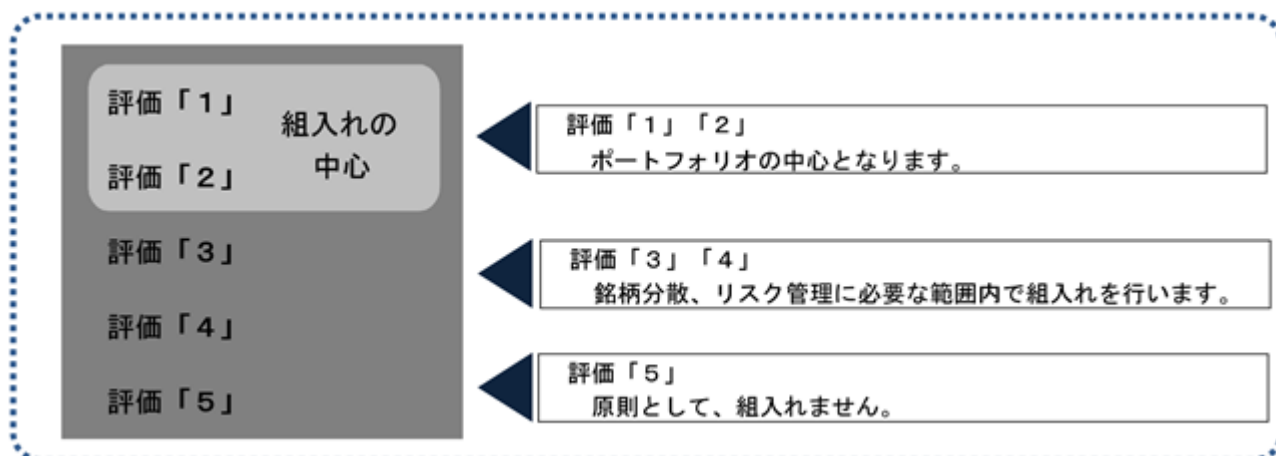 評価「１」
評価「２」
組入れの
中心
評価「３」
評価「４」
評価「５」
評価「１」「２」
ポートフォリオの中心となります。
評価「３」「４」
銘柄分散、リスク管理に必要な範囲内で組入れを行います。
評価「５」
原則として、組入れません。